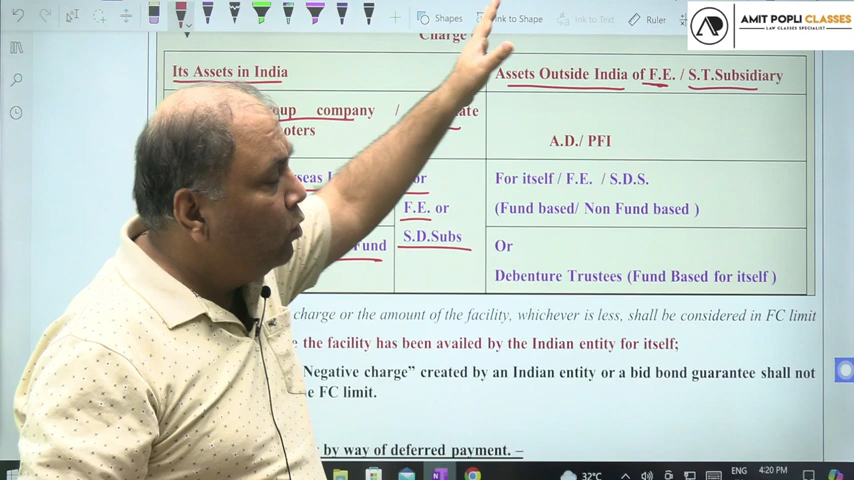 Shapes
Ink to Shape
Ink to Text
Ruler
AMIT POPLI CLASSES
LAW CLASSES SPECIALIST
Charge
Its Assets in India
Assets Outside India of F.E. / S.T.Subsidiary
company /
A.D./ PFI
or
F.E. or
S.D.Subs
Fund
For itself / F.E. / S.D.S.
(Fund based/ Non Fund based )
Or
Debenture Trustees (Fund Based for itself )
charge or the amount of the facility, whichever is less, shall be considered in FC limit
the facility has been availed by the Indian entity for itself;
Negative charge” created by an Indian entity or a bid bond guarantee shall not
FC limit.
by way of deferred payment. –
32°C
ENG
4:20 PM